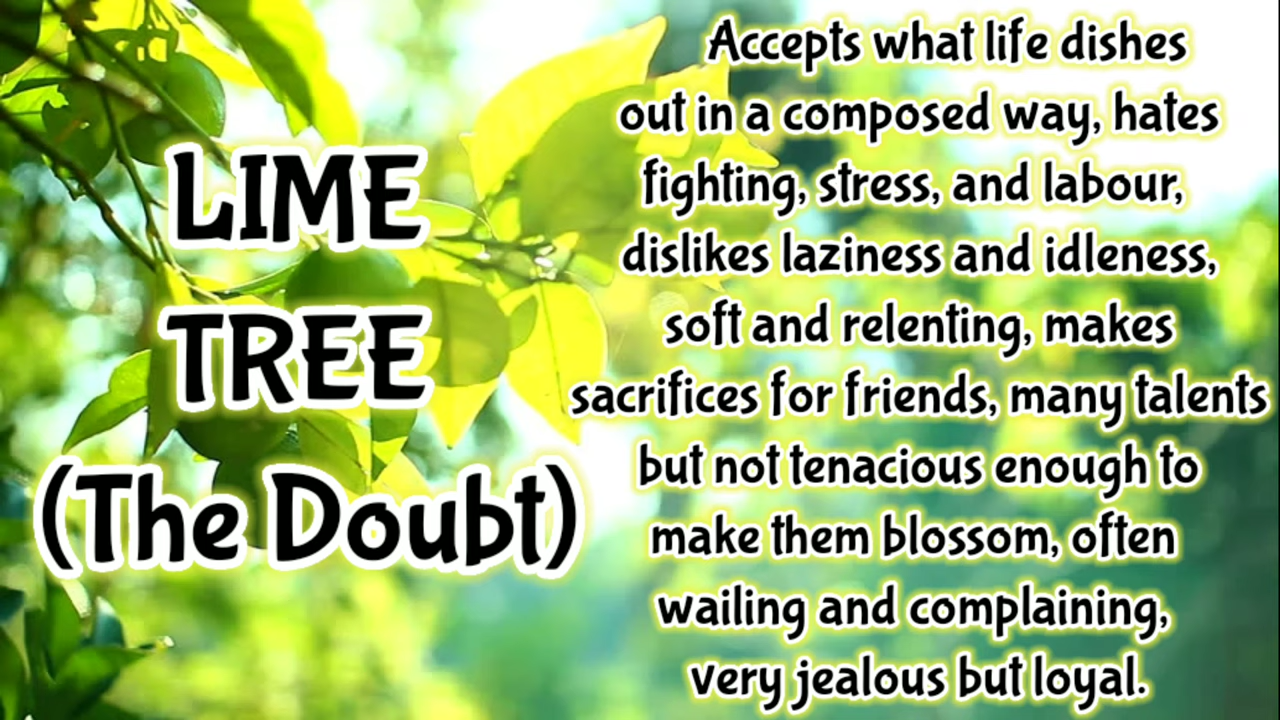 LIME
TREE
(The Doubt)
Accepts what life dishes
out in a composed way, hates
fighting, stress, and labour,
dislikes laziness and idleness,
soft and relenting, makes
sacrifices for friends, many talents
but not tenacious enough to
make them blossom, often
wailing and complaining,
very jealous but loyal.